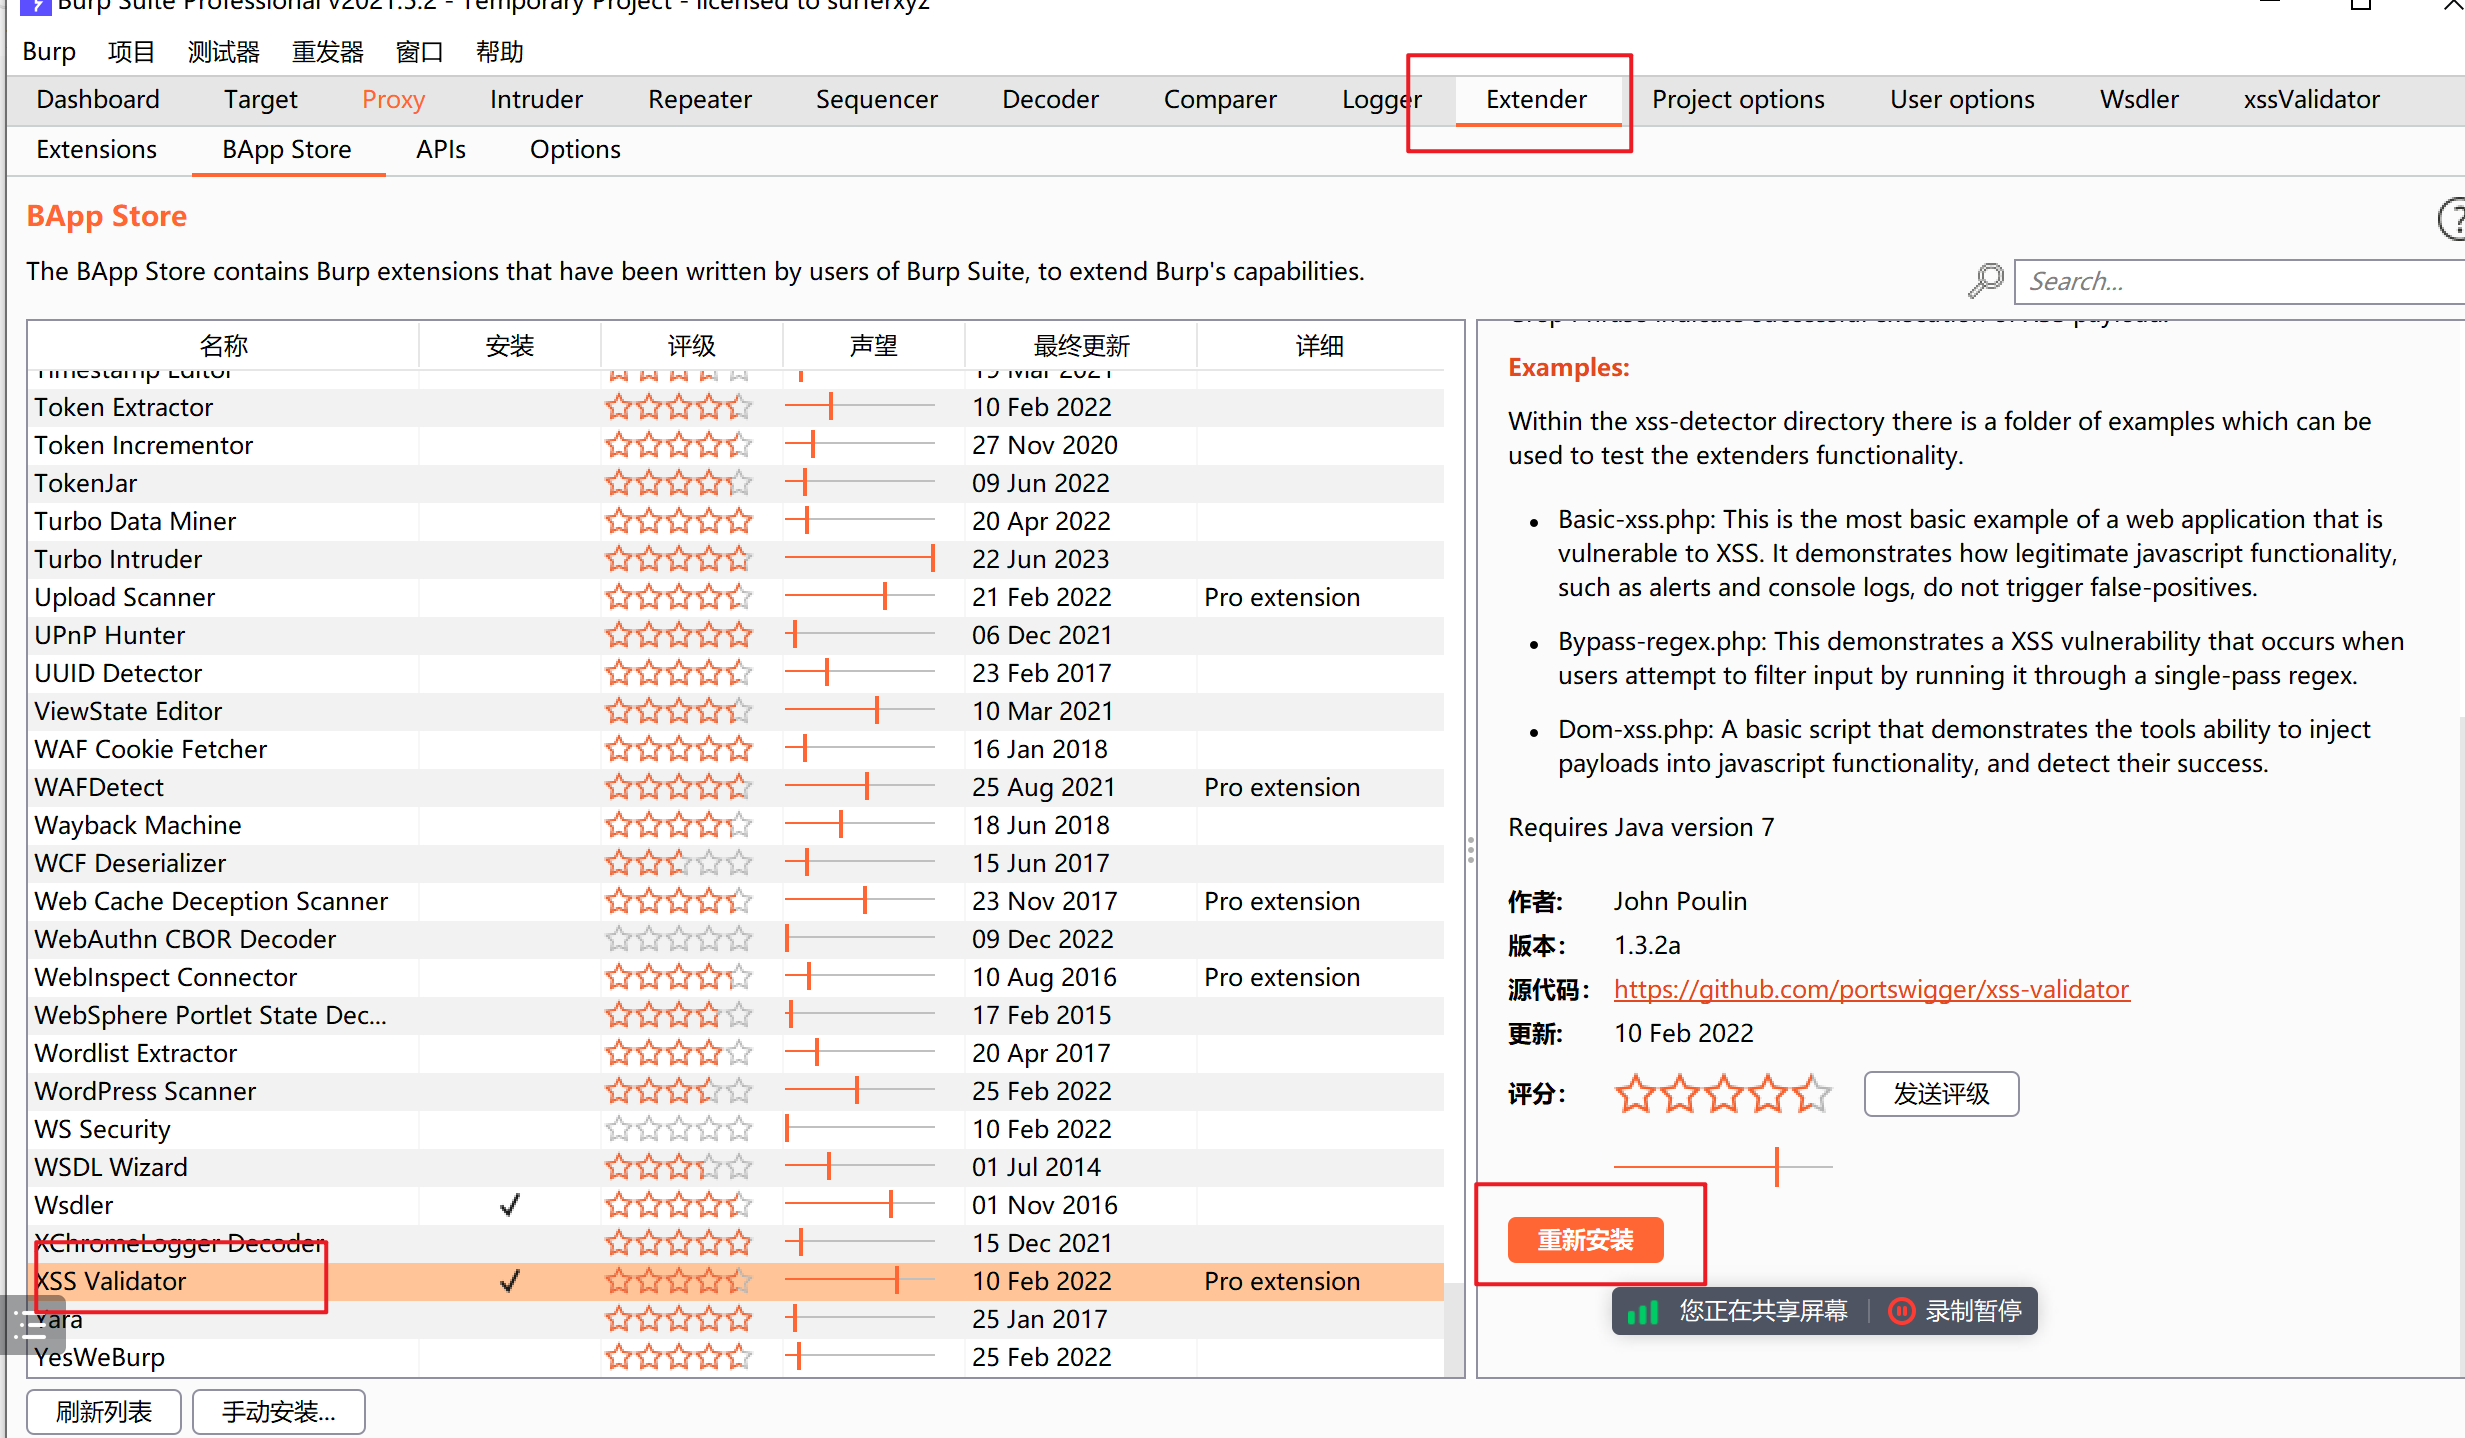 Burp Suite Professional v2021.5.2 - Temporary Project - licensed to surferxyz
Burp 项目 测试器 重发器 窗口 帮助
Dashboard Target Proxy Intruder Repeater Sequencer Decoder Comparer Logger Extender Project options User options Wsdler xssValidator
Extensions BApp Store APIs Options
BApp Store
The BApp Store contains Burp extensions that have been written by users of Burp Suite, to extend Burp's capabilities.
Search...
名称 安装 评级 声望 最终更新 详细
Timestamp Editor 19 Mar 2021
Token Extractor 10 Feb 2022
Token Incrementor 27 Nov 2020
TokenJar 09 Jun 2022
Turbo Data Miner 20 Apr 2022
Turbo Intruder 22 Jun 2023
Upload Scanner 21 Feb 2022 Pro extension
UPnP Hunter 06 Dec 2021
UUID Detector 23 Feb 2017
ViewState Editor 10 Mar 2021
WAF Cookie Fetcher 16 Jan 2018
WAFDetect 25 Aug 2021 Pro extension
Wayback Machine 18 Jun 2018
WCF Deserializer 15 Jun 2017
Web Cache Deception Scanner 23 Nov 2017 Pro extension
WebAuthn CBOR Decoder 09 Dec 2022
WebInspect Connector 10 Aug 2016 Pro extension
WebSphere Portlet State Dec... 17 Feb 2015
Wordlist Extractor 20 Apr 2017
WordPress Scanner 25 Feb 2022
WS Security 10 Feb 2022
WSDL Wizard 01 Jul 2014
Wsdler ✓ 01 Nov 2016
XChromeLogger Decoder 15 Dec 2021
XSS Validator ✓ 10 Feb 2022 Pro extension
Yara 25 Jan 2017
YesWeBurp 25 Feb 2022
刷新列表 手动安装...
Grep Phrase indicate successful execution of XSS payload.
Examples:
Within the xss-detector directory there is a folder of examples which can be
used to test the extenders functionality.
• Basic-xss.php: This is the most basic example of a web application that is
vulnerable to XSS. It demonstrates how legitimate javascript functionality,
such as alerts and console logs, do not trigger false-positives.
• Bypass-regex.php: This demonstrates a XSS vulnerability that occurs when
users attempt to filter input by running it through a single-pass regex.
• Dom-xss.php: A basic script that demonstrates the tools ability to inject
payloads into javascript functionality, and detect their success.
Requires Java version 7
作者: John Poulin
版本: 1.3.2a
源代码: https://github.com/portswigger/xss-validator
更新: 10 Feb 2022
评分: 发送评级
重新安装
您正在共享屏幕 录制暂停